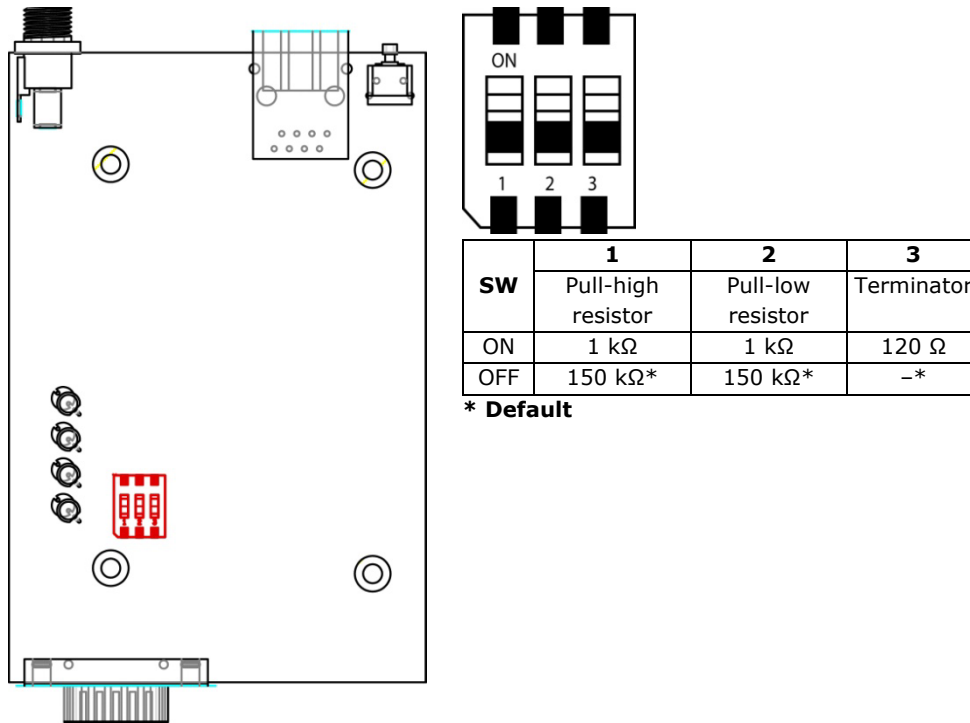 ON
1 2 3
SW 1 2 3
Pull-high resistor Pull-low resistor Terminator
ON 1 kΩ 1 kΩ 120 Ω
OFF 150 kΩ* 150 kΩ* –*
* Default